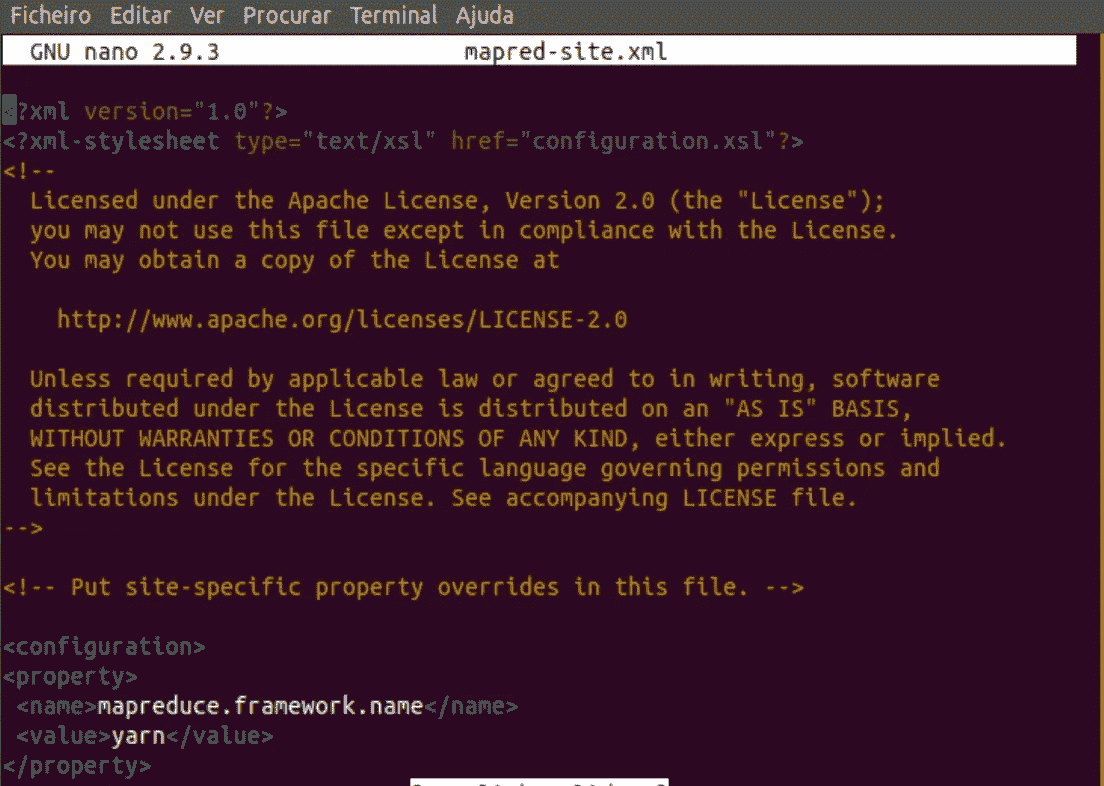 Ficheiro Editar Ver Procurar Terminal Ajuda
GNU nano 2.9.3 mapred-site.xml
<?xml version="1.0"?>
<?xml-stylesheet type="text/xsl" href="configuration.xsl"?>
<!--
Licensed under the Apache License, Version 2.0 (the "License");
you may not use this file except in compliance with the License.
You may obtain a copy of the License at
http://www.apache.org/licenses/LICENSE-2.0
Unless required by applicable law or agreed to in writing, software
distributed under the License is distributed on an "AS IS" BASIS,
WITHOUT WARRANTIES OR CONDITIONS OF ANY KIND, either express or implied.
See the License for the specific language governing permissions and
limitations under the License. See accompanying LICENSE file.
-->
<!-- Put site-specific property overrides in this file. -->
<configuration>
<property>
<name>mapreduce.framework.name</name>
<value>yarn</value>
</property>